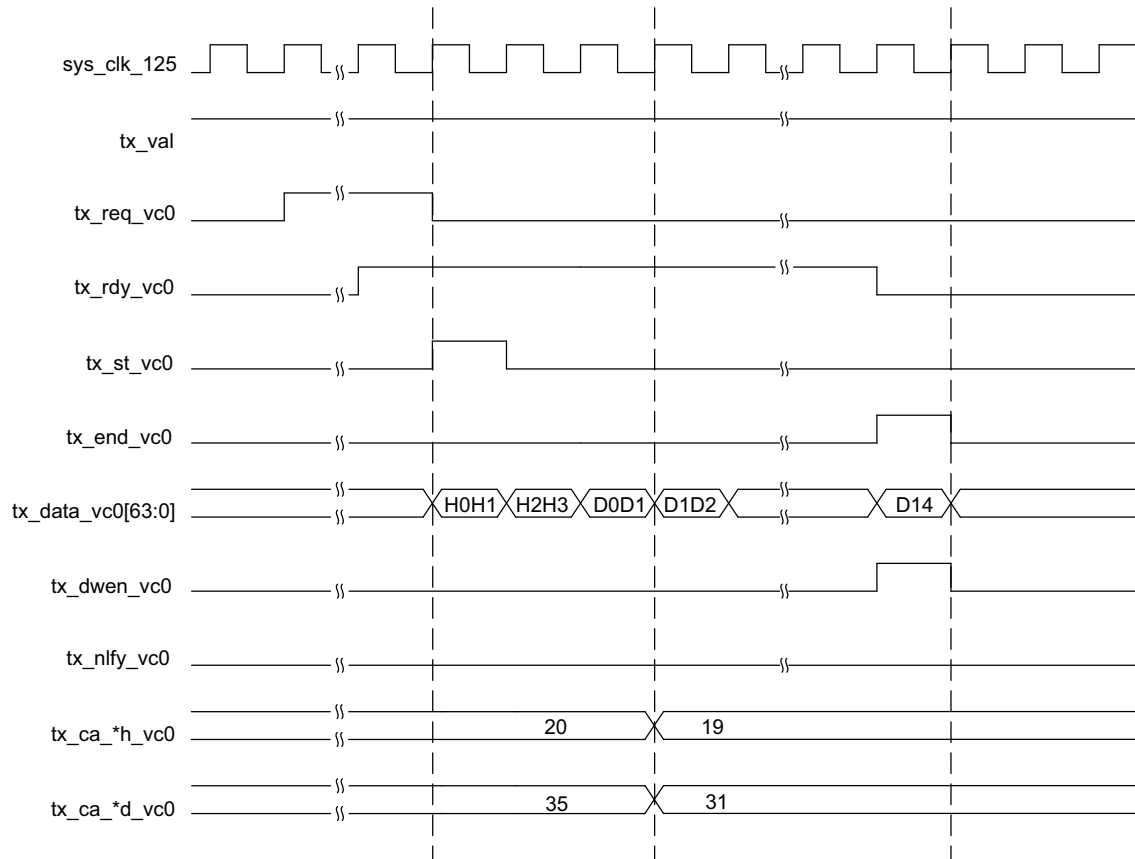 sys_clk_125
tx_val
tx_req_vc0
tx_rdy_vc0
tx_st_vc0
tx_end_vc0
tx_data_vc0[63:0] H0H1 H2H3 D0D1 D1D2 D14
tx_dwen_vc0
tx_nlfy_vc0
tx_ca_*h_vc0 20 19
tx_ca_*d_vc0 35 31